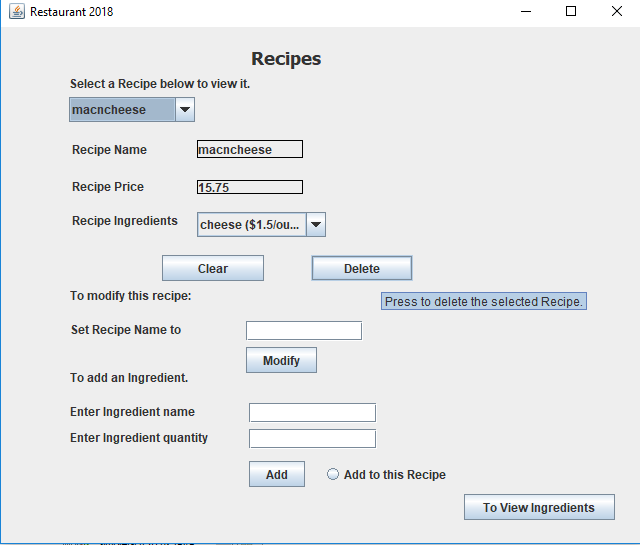 Restaurant 2018
Recipes
Select a Recipe below to view it.
macncheese
Recipe Name macncheese
Recipe Price 15.75
Recipe Ingredients cheese ($1.5/ou...
Clear Delete
To modify this recipe:
Press to delete the selected Recipe.
Set Recipe Name to
Modify
To add an Ingredient.
Enter Ingredient name
Enter Ingredient quantity
Add Add to this Recipe
To View Ingredients